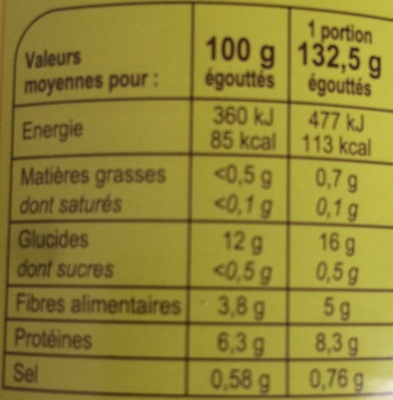 Valeurs moyennes pour : 100 g égouttés 1 portion 132,5 g égouttés
Energie 360 kJ 477 kJ
85 kcal 113 kcal
Matières grasses <0,5 g 0,7 g
dont saturés <0,1 g 0,1 g
Glucides 12 g 16 g
dont sucres <0,5 g 0,5 g
Fibres alimentaires 3,8 g 5 g
Protéines 6,3 g 8,3 g
Sel 0,58 g 0,76 g